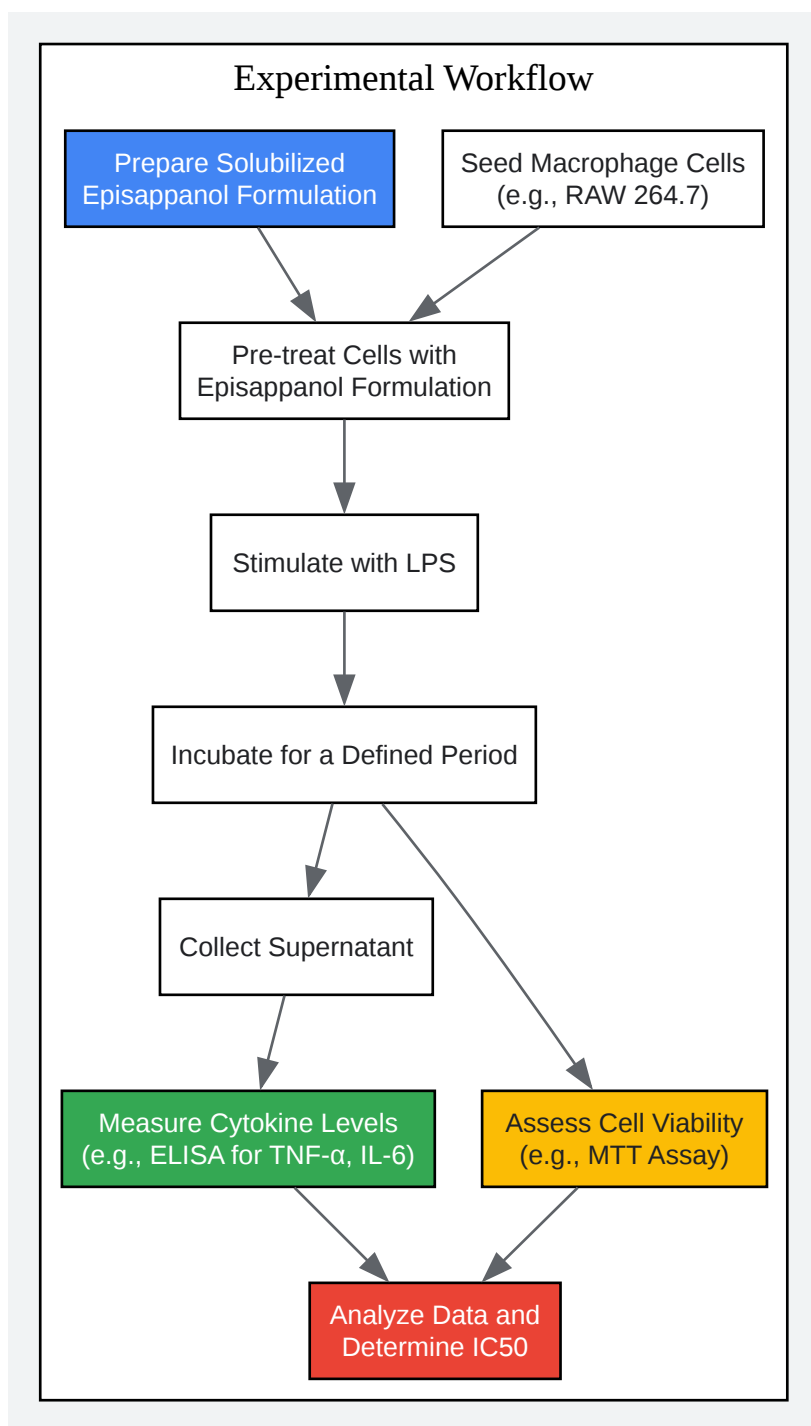 Experimental Workflow
Prepare Solubilized
Episappanol Formulation
Seed Macrophage Cells
(e.g., RAW 264.7)
Pre-treat Cells with
Episappanol Formulation
Stimulate with LPS
Incubate for a Defined Period
Collect Supernatant
Measure Cytokine Levels
(e.g., ELISA for TNF-α, IL-6)
Assess Cell Viability
(e.g., MTT Assay)
Analyze Data and
Determine IC50